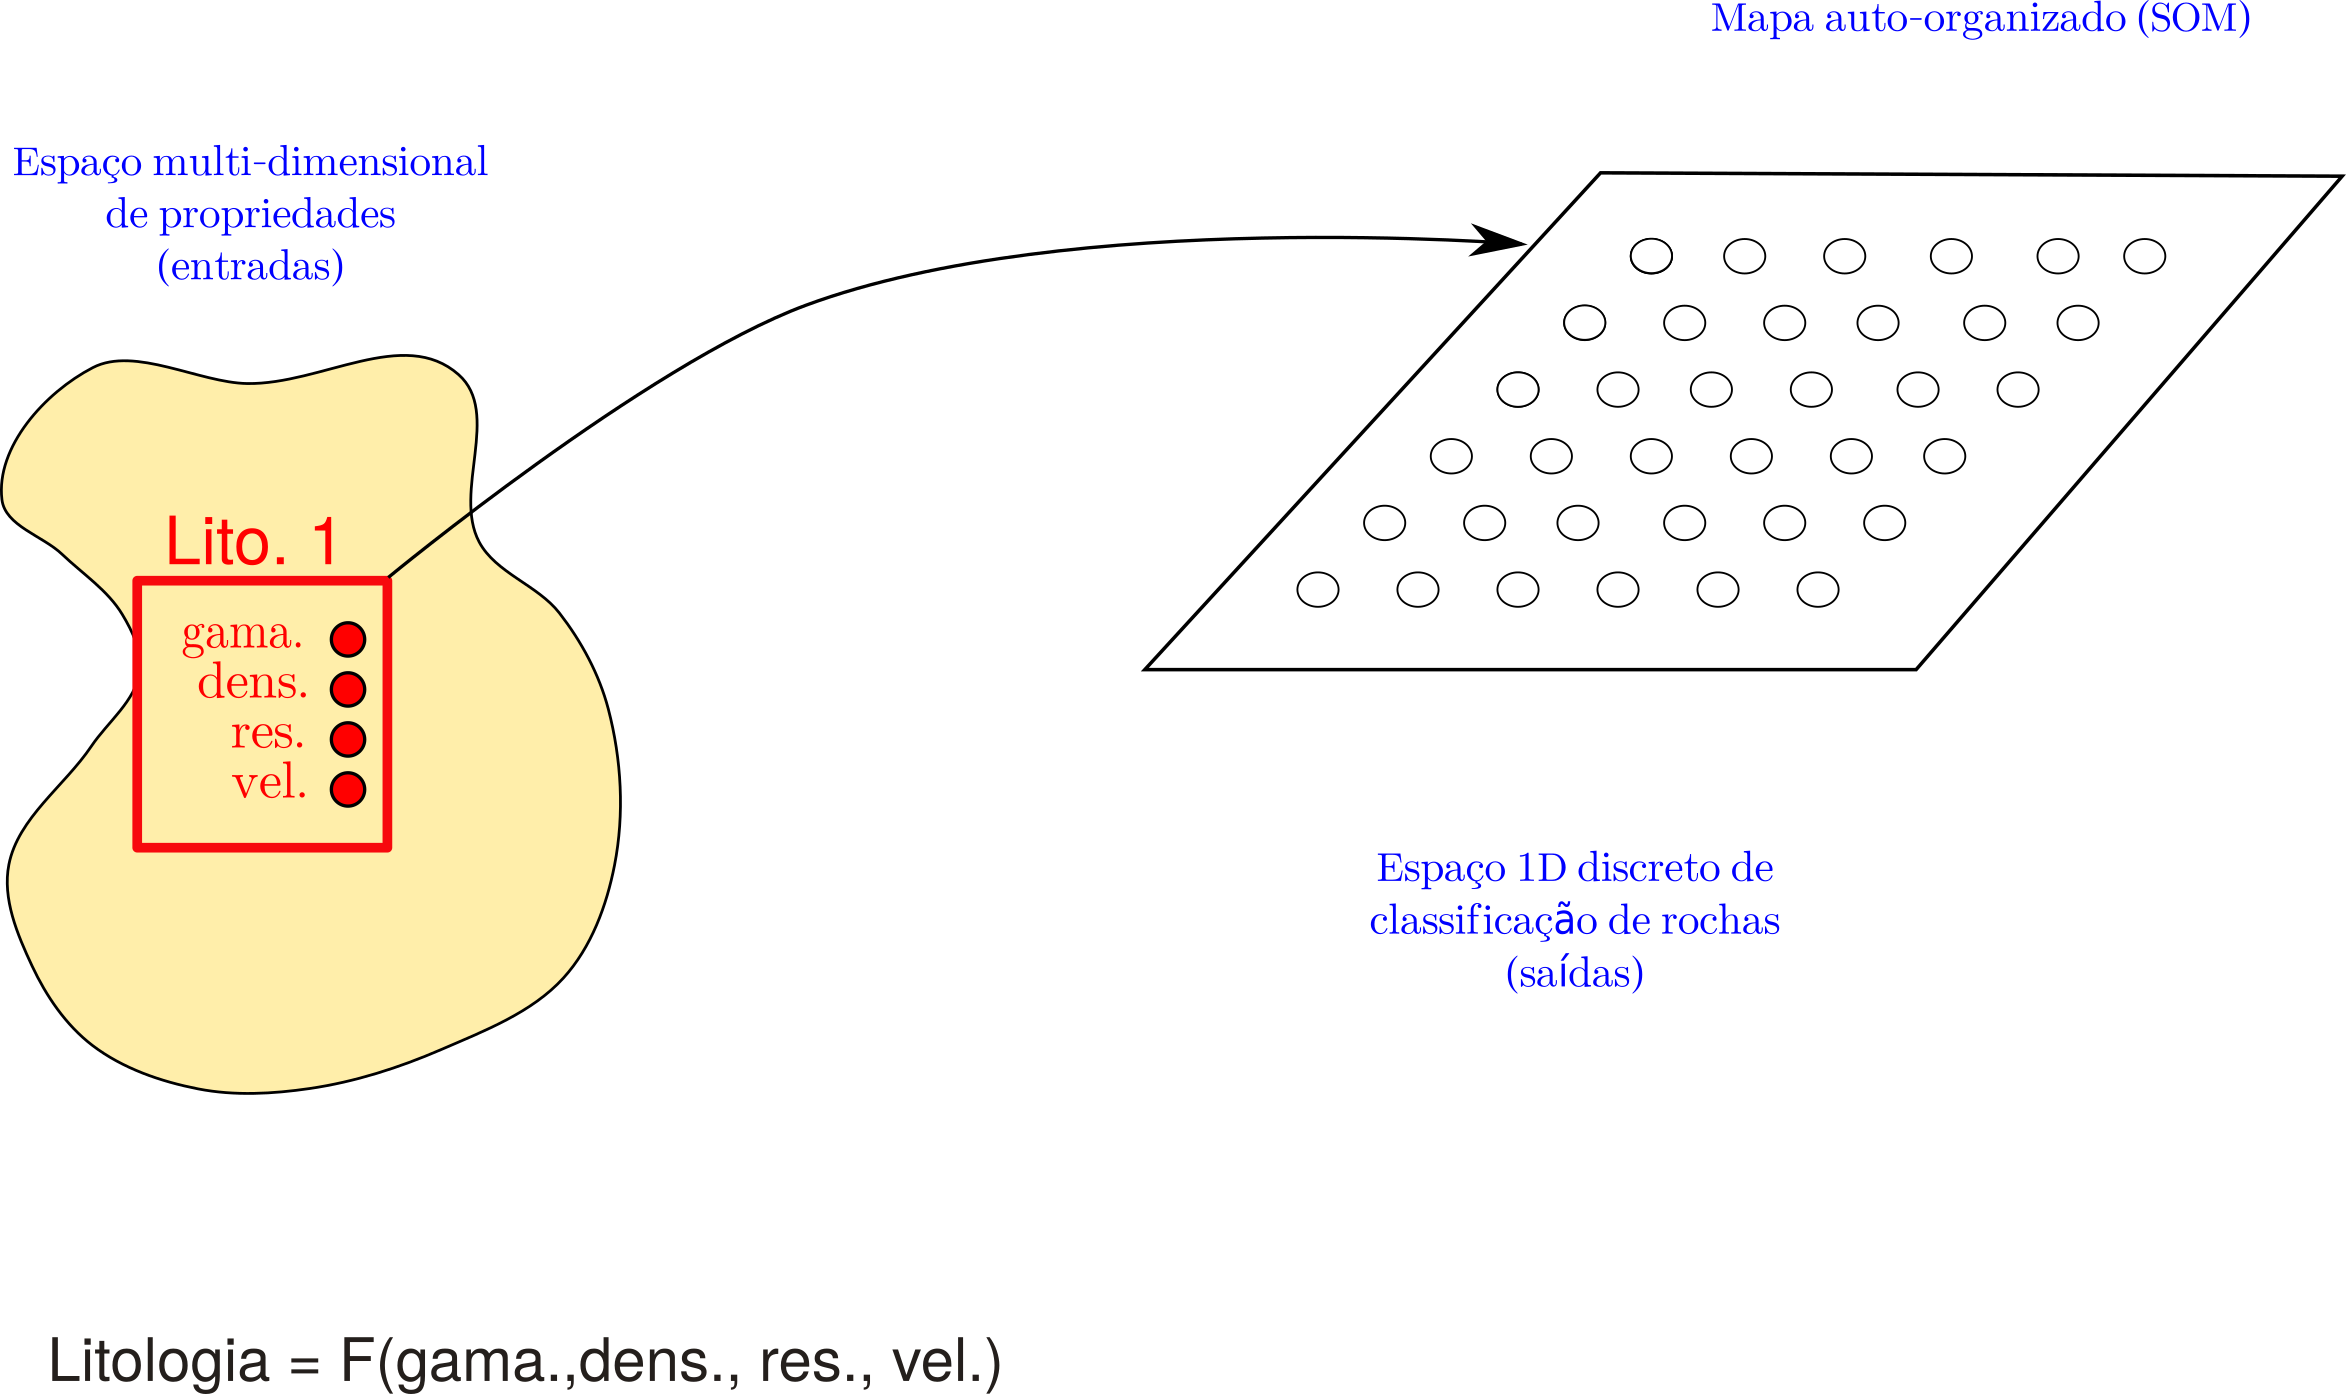 Mapa auto-organizado (SOM)
Espaço multi-dimensional
de propriedades
(entradas)
Lito. 1
gama.
dens.
res.
vel.
Espaço 1D discreto de
classificação de rochas
(saídas)
Litologia = F(gama.,dens., res., vel.)